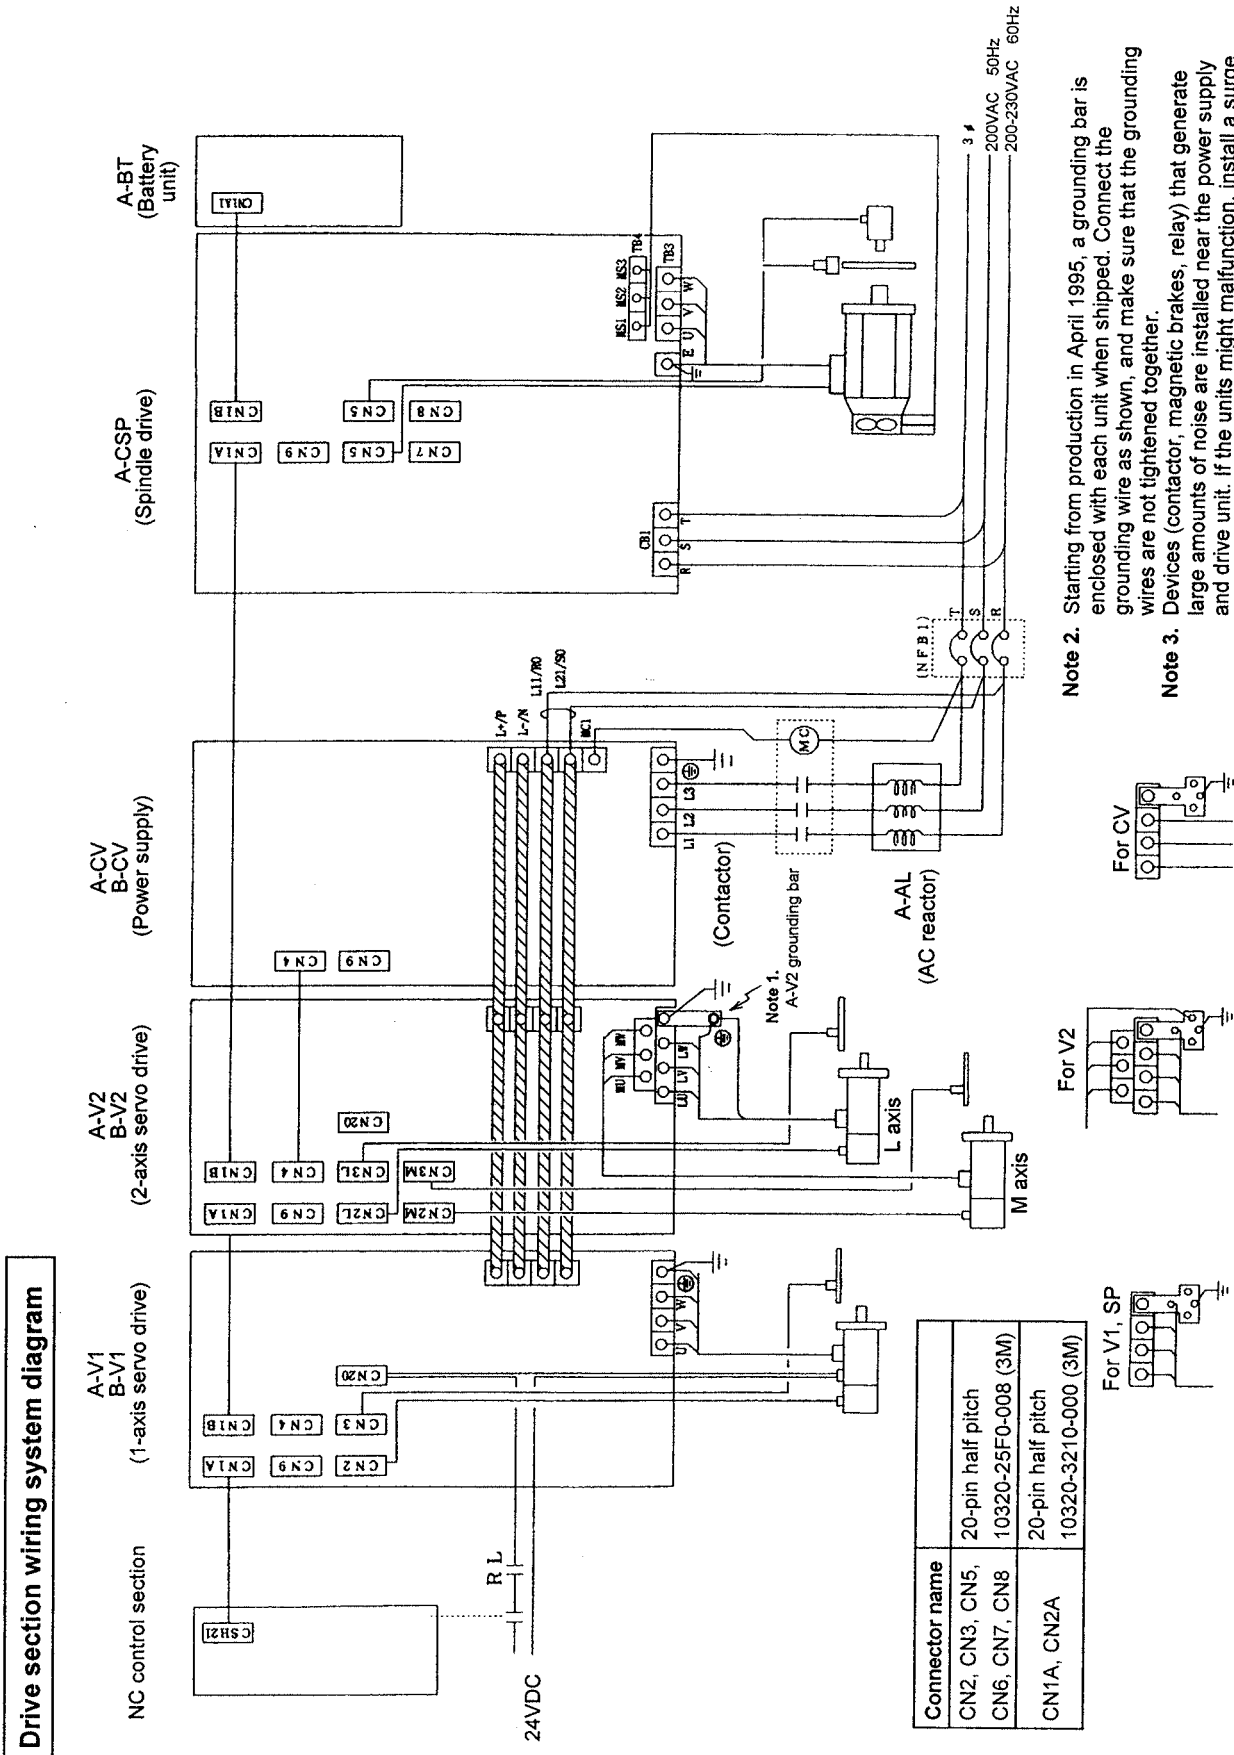 Drive section wiring system diagram
NC control section
A-V1
B-V1
(1-axis servo drive)
A-V2
B-V2
(2-axis servo drive)
A-CV
B-CV
(Power supply)
A-CSP
(Spindle drive)
A-BT
(Battery
unit)
CSH21
CN1A
CN1B
CN9
CN4
CN2
CN3
CN20
CN1A
CN1B
CN9
CN4
CN2L
CN3L
CN20
CN2M
CN3M
CN4
CN9
CN1A
CN1B
CN9
CN5
CN5
CN7
CN8
CN1A1
L+/P
L-/N
L11/R0
L21/S0
MC1
RL
24VDC
U
V
W
MU
MV
MW
LU
LV
LW
Note 1.
A-V2 grounding bar
L axis
M axis
L1
L2
L3
(Contactor)
MC
A-AL
(AC reactor)
(NFB1)
T
S
R
CB1
R
S
T
MS1
MS2
MS3
TB4
TB3
E
U
V
W
3
200VAC 50Hz
200-230VAC 60Hz
Connector name
CN2, CN3, CN5, 20-pin half pitch
CN6, CN7, CN8 10320-25F0-008 (3M)
CN1A, CN2A 20-pin half pitch
10320-3210-000 (3M)
For V1, SP
For V2
For CV
Note 2. Starting from production in April 1995, a grounding bar is
enclosed with each unit when shipped. Connect the
grounding wire as shown, and make sure that the grounding
wires are not tightened together.
Note 3. Devices (contactor, magnetic brakes, relay) that generate
large amounts of noise are installed near the power supply
and drive unit. If the units might malfunction, install a surge